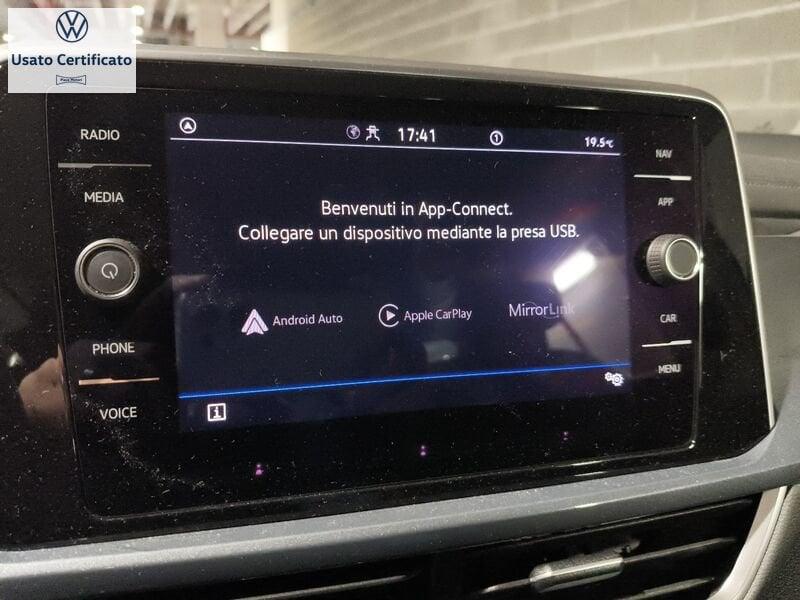 Usato Certificato
RADIO
MEDIA
PHONE
VOICE
17:41
1
19.5°C
Benvenuti in App-Connect.
Collegare un dispositivo mediante la presa USB.
Android Auto
Apple CarPlay
MirrorLink
i
NAV
APP
CAR
MENU